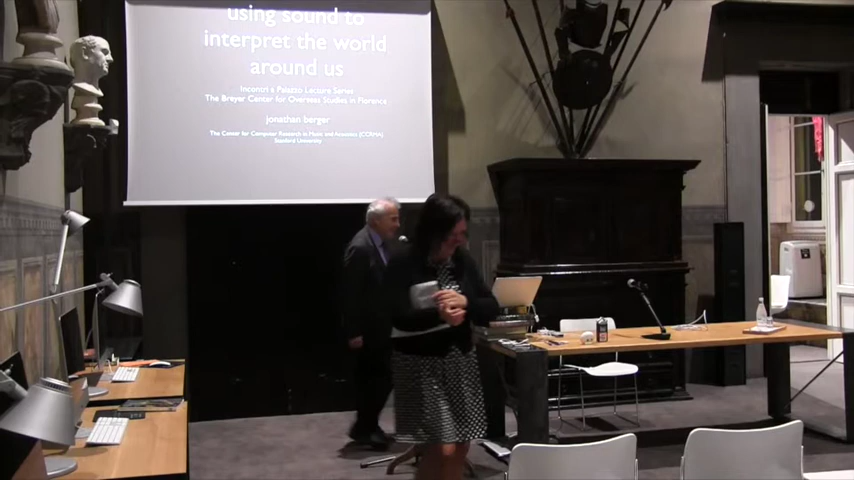 using sound to
interpret the world
around us
Incontri a Palazzo Lecture Series
The Breyer Center for Overseas Studies in Florence
jonathan berger
The Center for Computer Research in Music and Acoustics (CCRMA)
Stanford University